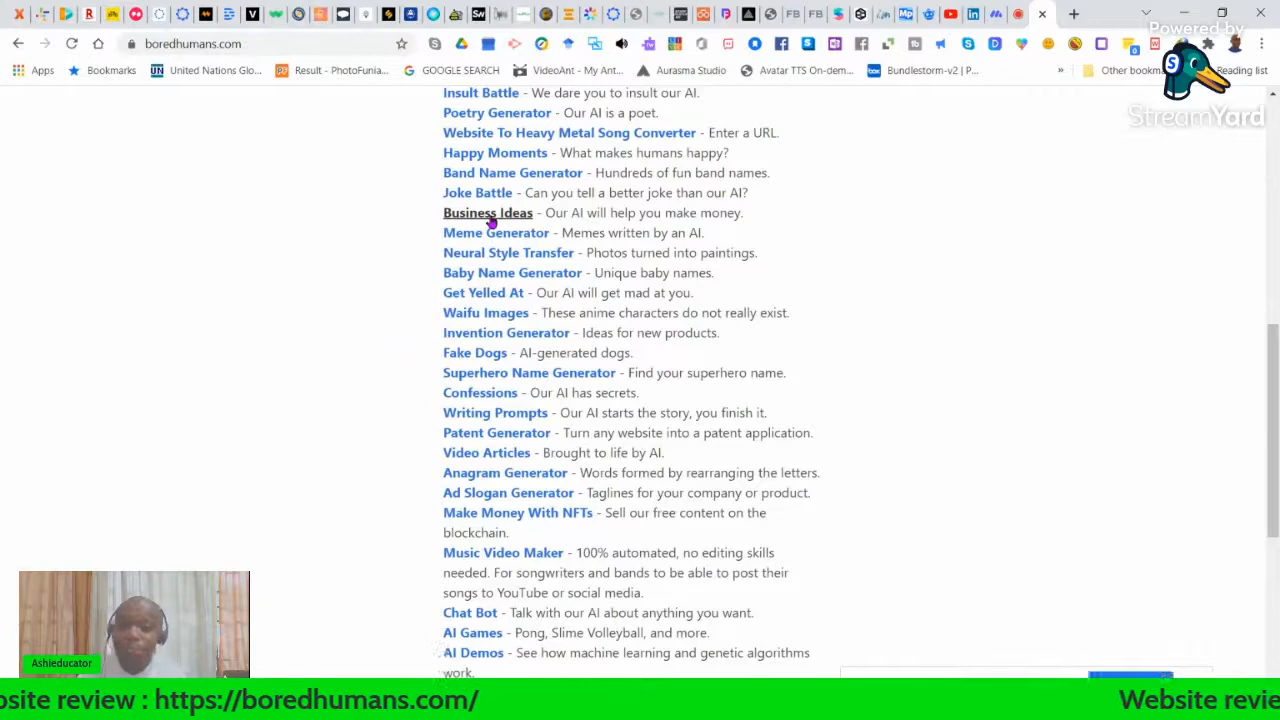 Powered by
StreamYard
boredhumans.com
Apps
Bookmarks
United Nations Glo...
Result - PhotoFunia...
GOOGLE SEARCH
VideoAnt - My Ant...
Aurasma Studio
Avatar TTS On-dem...
Bundlestorm-v2 | P...
»
Other bookm
Reading list
Insult Battle - We dare you to insult our AI.
Poetry Generator - Our AI is a poet.
Website To Heavy Metal Song Converter - Enter a URL.
Happy Moments - What makes humans happy?
Band Name Generator - Hundreds of fun band names.
Joke Battle - Can you tell a better joke than our AI?
Business Ideas - Our AI will help you make money.
Meme Generator - Memes written by an AI.
Neural Style Transfer - Photos turned into paintings.
Baby Name Generator - Unique baby names.
Get Yelled At - Our AI will get mad at you.
Waifu Images - These anime characters do not really exist.
Invention Generator - Ideas for new products.
Fake Dogs - AI-generated dogs.
Superhero Name Generator - Find your superhero name.
Confessions - Our AI has secrets.
Writing Prompts - Our AI starts the story, you finish it.
Patent Generator - Turn any website into a patent application.
Video Articles - Brought to life by AI.
Anagram Generator - Words formed by rearranging the letters.
Ad Slogan Generator - Taglines for your company or product.
Make Money With NFTs - Sell our free content on the
blockchain.
Music Video Maker - 100% automated, no editing skills
needed. For songwriters and bands to be able to post their
songs to YouTube or social media.
Chat Bot - Talk with our AI about anything you want.
AI Games - Pong, Slime Volleyball, and more.
AI Demos - See how machine learning and genetic algorithms
work.
Ashieducator
bsite review : https://boredhumans.com/
Website revie